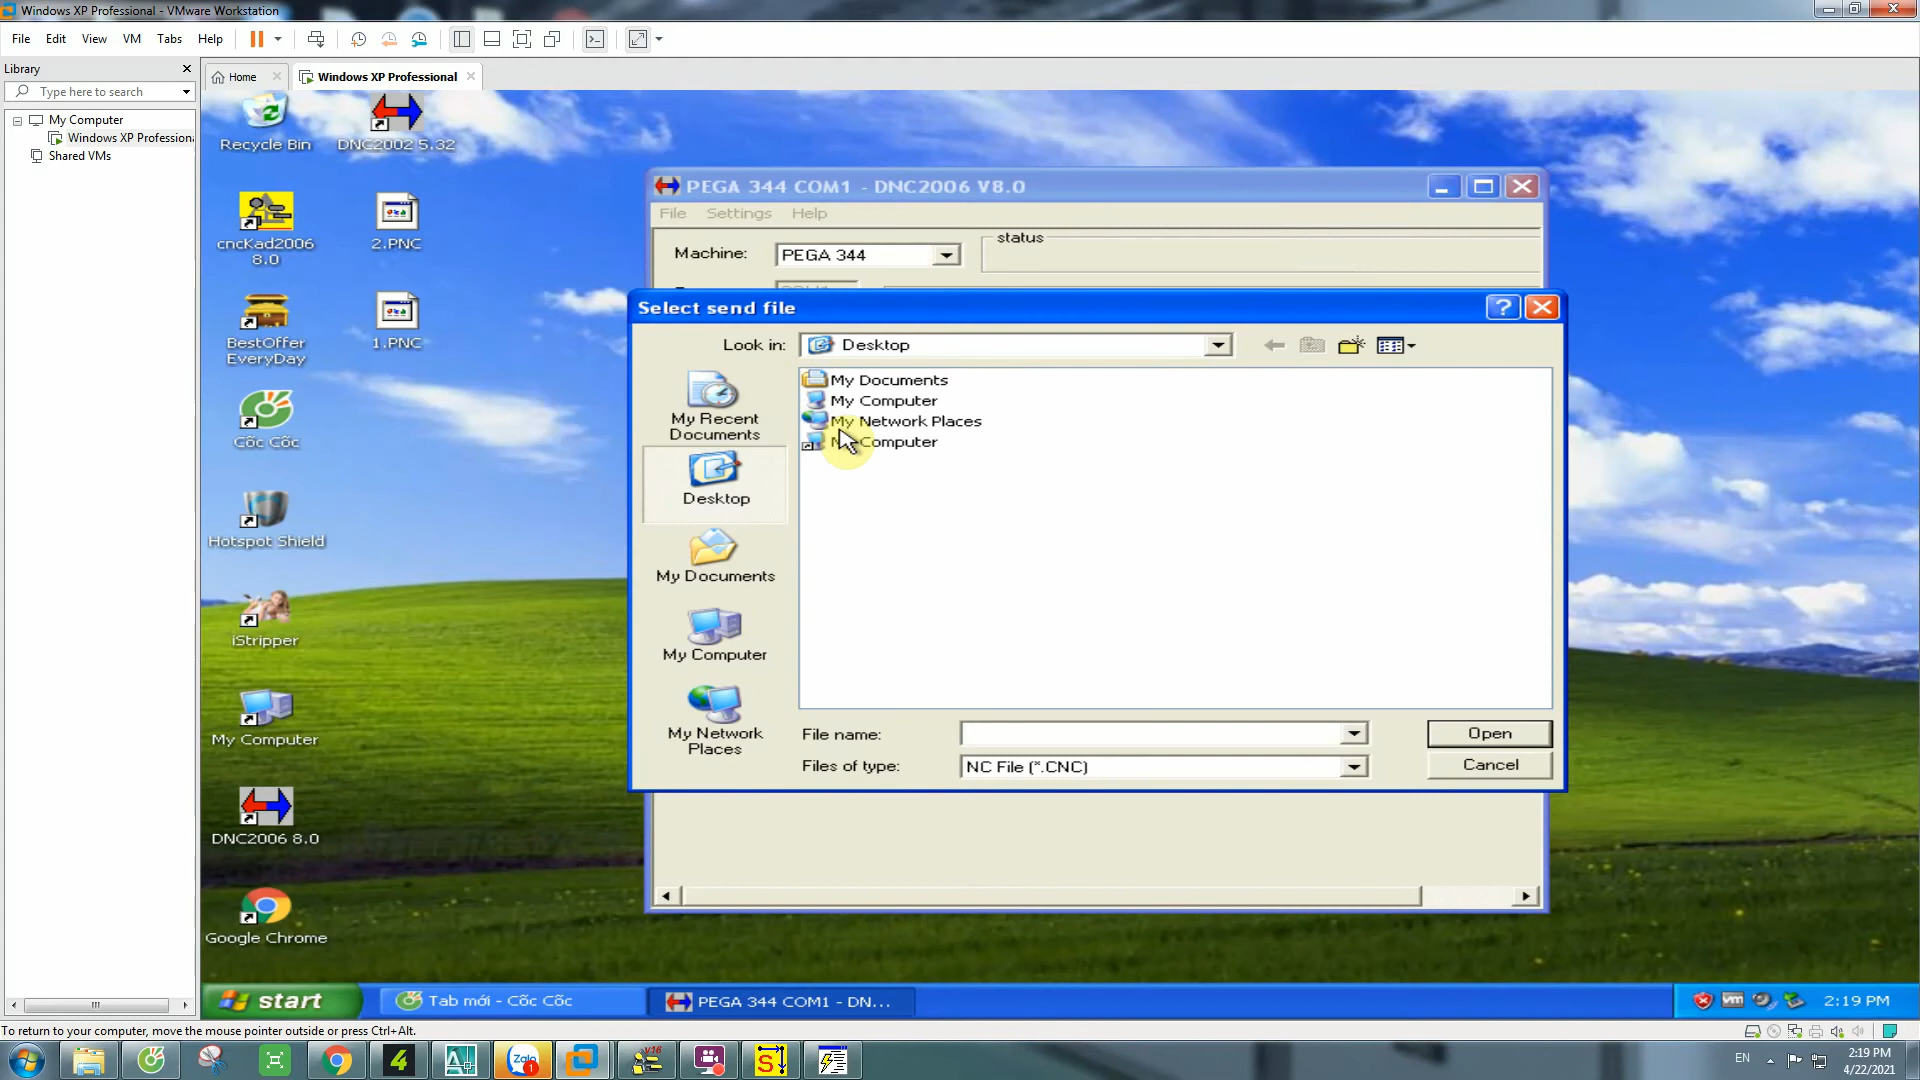 Windows XP Professional - VMware Workstation
File Edit View VM Tabs Help
Library
Type here to search
My Computer
Windows XP Professiona
Shared VMs
Home
Windows XP Professional
Recycle Bin
DNC2002 5.32
cncKad2006
8.0
2.PNC
BestOffer
EveryDay
1.PNC
Cốc Cốc
Hotspot Shield
iStripper
My Computer
DNC2006 8.0
Google Chrome
PEGA 344 COM1 - DNC2006 V8.0
File Settings Help
Machine: PEGA 344
status
Select send file
Look in: Desktop
My Recent
Documents
Desktop
My Documents
My Computer
My Network
Places
My Documents
My Computer
My Network Places
My Computer
File name:
Open
Files of type: NC File (*.CNC)
Cancel
start
Tab mới - Cốc Cốc
PEGA 344 COM1 - DN...
2:19 PM
To return to your computer, move the mouse pointer outside or press Ctrl+Alt.
Zalo
1
V16
EN
2:19 PM
4/22/2021